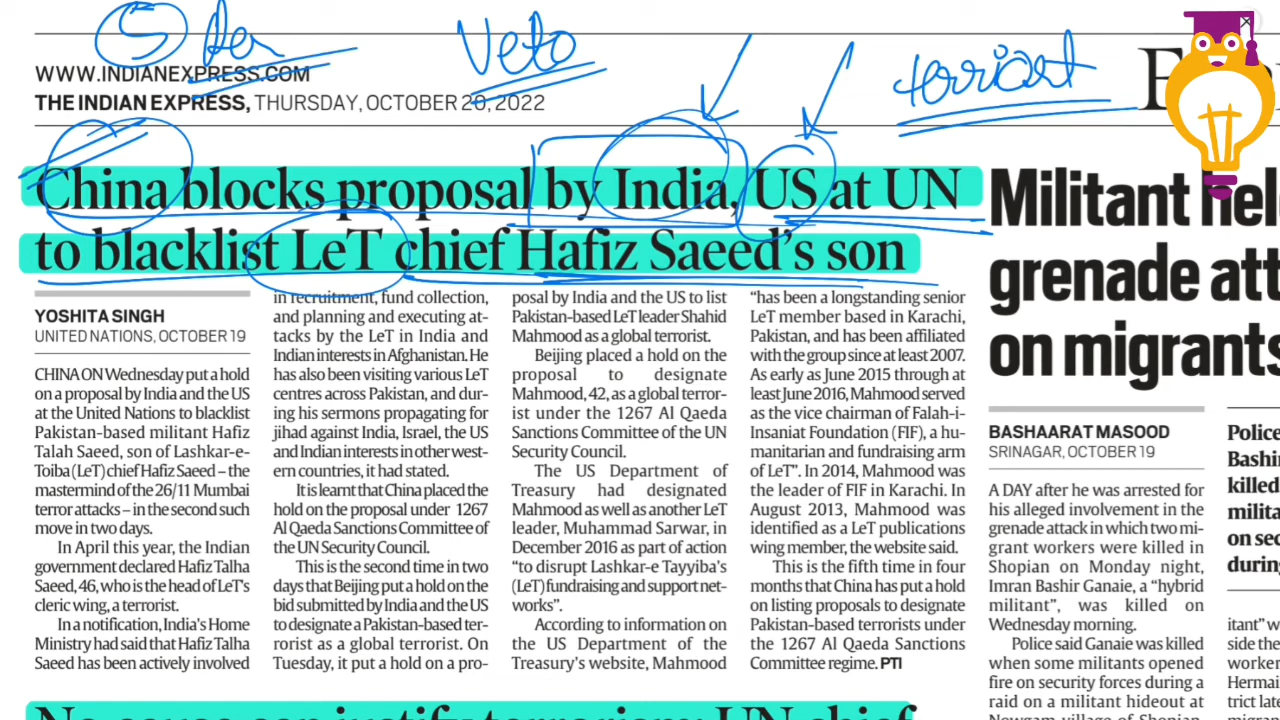 5 Per
Veto
terriost
WWW.INDIANEXPRESS.COM
THE INDIAN EXPRESS, THURSDAY, OCTOBER 20, 2022
China blocks proposal by India, US at UN
to blacklist LeT chief Hafiz Saeed's son
YOSHITA SINGH
UNITED NATIONS, OCTOBER 19
CHINA ON Wednesday put a hold
on a proposal by India and the US
at the United Nations to blacklist
Pakistan-based militant Hafiz
Talah Saeed, son of Lashkar-e-
Toiba (LeT) chief Hafiz Saeed – the
mastermind of the 26/11 Mumbai
terror attacks – in the second such
move in two days.
In April this year, the Indian
government declared Hafiz Talha
Saeed, 46, who is the head of LeT's
cleric wing, a terrorist.
In a notification, India's Home
Ministry had said that Hafiz Talha
Saeed has been actively involved
in recruitment, fund collection,
and planning and executing at-
tacks by the LeT in India and
Indian interests in Afghanistan. He
has also been visiting various LeT
centres across Pakistan, and dur-
ing his sermons propagating for
jihad against India, Israel, the US
and Indian interests in other west-
ern countries, it had stated.
It is learnt that China placed the
hold on the proposal under 1267
Al Qaeda Sanctions Committee of
the UN Security Council.
This is the second time in two
days that Beijing put a hold on the
bid submitted by India and the US
to designate a Pakistan-based ter-
rorist as a global terrorist. On
Tuesday, it put a hold on a pro-
posal by India and the US to list
Pakistan-based LeT leader Shahid
Mahmood as a global terrorist.
Beijing placed a hold on the
proposal to designate
Mahmood, 42, as a global terror-
ist under the 1267 Al Qaeda
Sanctions Committee of the UN
Security Council.
The US Department of
Treasury had designated
Mahmood as well as another LeT
leader, Muhammad Sarwar, in
December 2016 as part of action
"to disrupt Lashkar-e Tayyiba's
(LeT) fundraising and support net-
works".
According to information on
the US Department of the
Treasury's website, Mahmood
"has been a longstanding senior
LeT member based in Karachi,
Pakistan, and has been affiliated
with the group since at least 2007.
As early as June 2015 through at
least June 2016, Mahmood served
as the vice chairman of Falah-i-
Insaniat Foundation (FIF), a hu-
manitarian and fundraising arm
of LeT". In 2014, Mahmood was
the leader of FIF in Karachi. In
August 2013, Mahmood was
identified as a LeT publications
wing member, the website said.
This is the fifth time in four
months that China has put a hold
on listing proposals to designate
Pakistan-based terrorists under
the 1267 Al Qaeda Sanctions
Committee regime. PTI
No cause can justify terrorism: UN chief
Militant hel
grenade att
on migrants
BASHAARAT MASOOD
SRINAGAR, OCTOBER 19
A DAY after he was arrested for
his alleged involvement in the
grenade attack in which two mi-
grant workers were killed in
Shopian on Monday night,
Imran Bashir Ganaie, a "hybrid
militant", was killed on
Wednesday morning.
Police said Ganaie was killed
when some militants opened
fire on security forces during a
raid on a militant hideout at
Nowgam village of Shopian
Police
Bashi
killed
milita
on sec
during
itant" w
side the
worker
Hermai
trict late